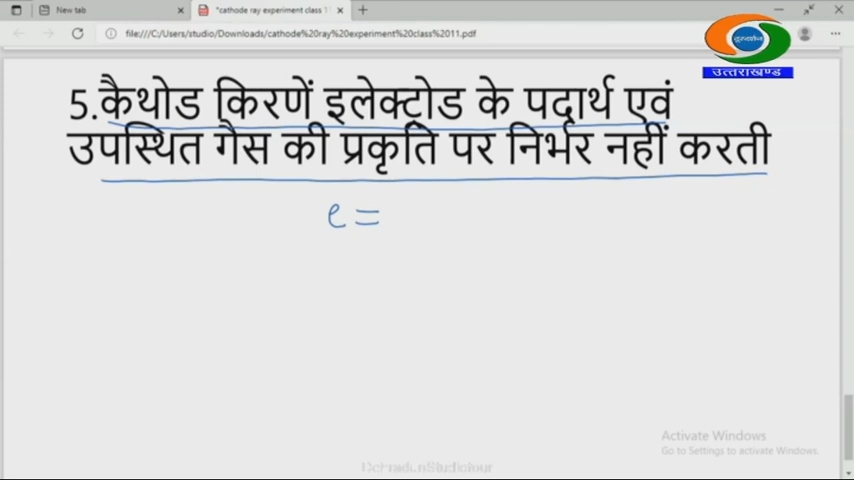 New tab
"cathode ray experiment class 1
file:///C:/Users/studio/Downloads/cathode%20ray%20experiment%20class%2011.pdf
दूरदर्शन
उत्तराखण्ड
5.कैथोड किरणें इलेक्ट्रोड के पदार्थ एवं
उपस्थित गैस की प्रकृति पर निर्भर नहीं करती
e =
Activate Windows
Go to Settings to activate Windows.